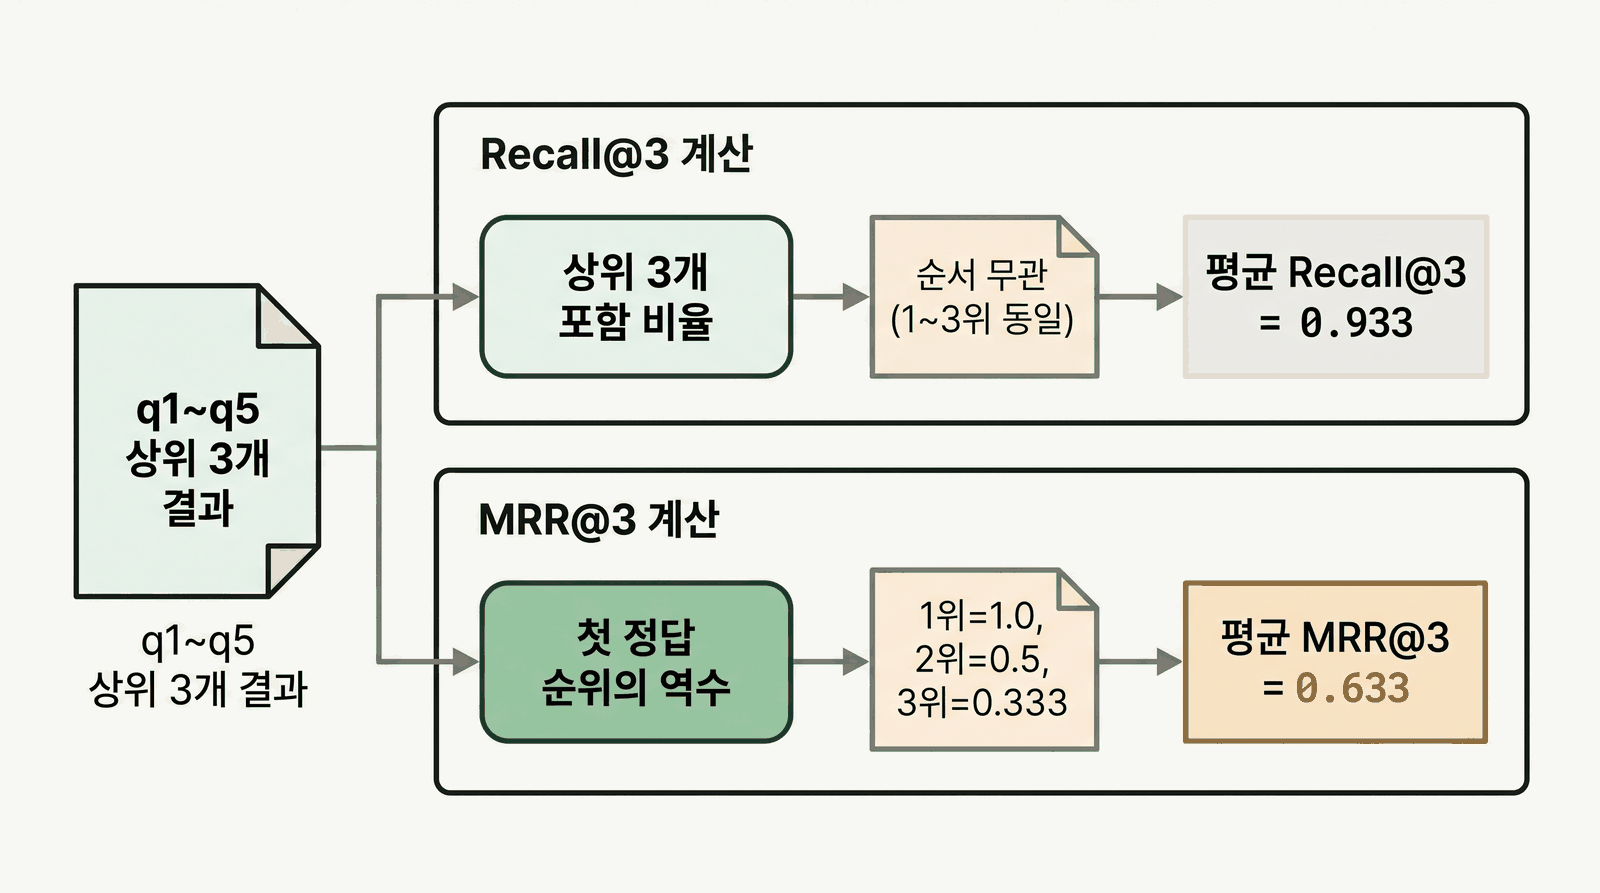 q1~q5
상위 3개
결과
q1~q5
상위 3개 결과
Recall@3 계산
상위 3개
포함 비율
순서 무관
(1~3위 동일)
평균 Recall@3
= 0.933
MRR@3 계산
첫 정답
순위의 역수
1위=1.0,
2위=0.5,
3위=0.333
평균 MRR@3
= 0.633